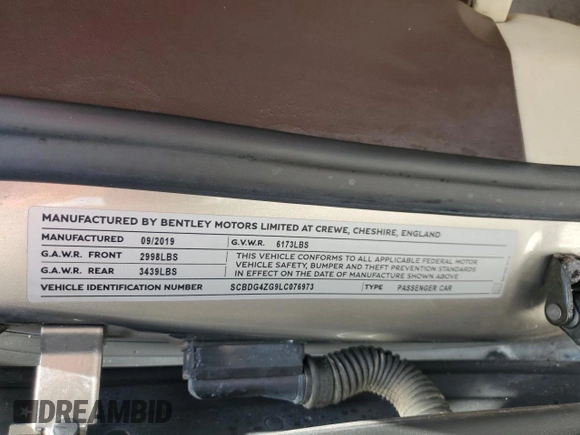 MANUFACTURED BY BENTLEY MOTORS LIMITED AT CREWE, CHESHIRE, ENGLAND
MANUFACTURED 09/2019 G.V.W.R. 6173LBS
G.A.W.R. FRONT 2998LBS
G.A.W.R. REAR 3439LBS
THIS VEHICLE CONFORMS TO ALL APPLICABLE FEDERAL MOTOR
VEHICLE SAFETY, BUMPER AND THEFT PREVENTION STANDARDS
IN EFFECT ON THE DATE OF MANUFACTURE SHOWN ABOVE.
VEHICLE IDENTIFICATION NUMBER SCBDG4ZG9LC076973 TYPE PASSENGER CAR
DREAMBID